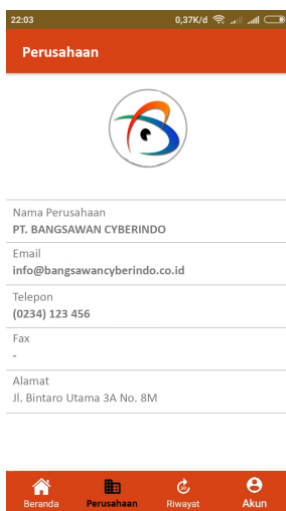 22:03 0,37K/d
Perusahaan
Nama Perusahaan
PT. BANGSAWAN CYBERINDO
Email
info@bangsawancyberindo.co.id
Telepon
(0234) 123 456
Fax
-
Alamat
Jl. Bintaro Utama 3A No. 8M
Beranda Perusahaan Riwayat Akun